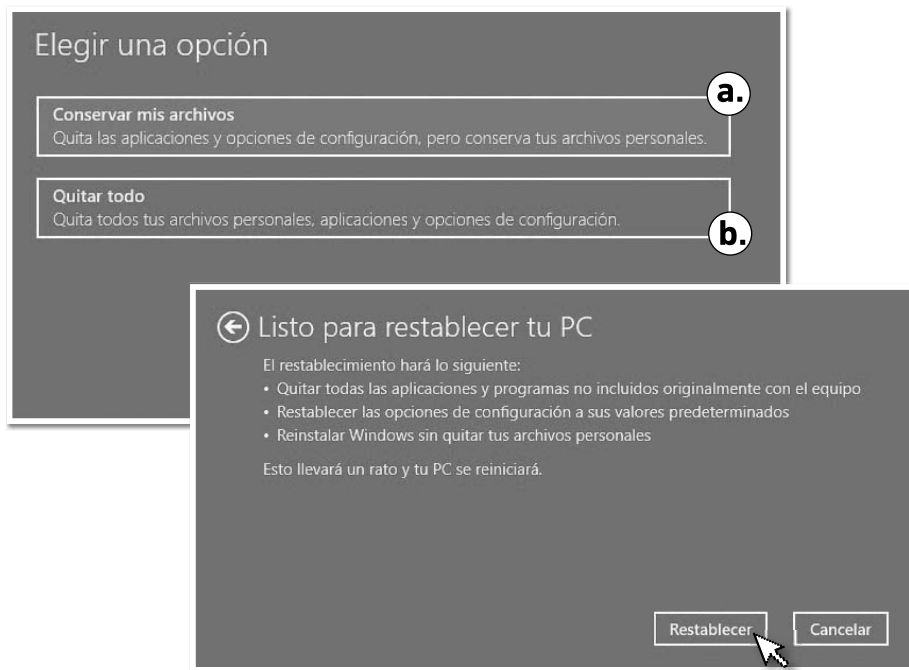 Elegir una opción
a.
Conservar mis archivos
Quita las aplicaciones y opciones de configuración, pero conserva tus archivos personales.
Quitar todo
Quita todos tus archivos personales, aplicaciones y opciones de configuración.
b.
Listo para restablecer tu PC
El restablecimiento hará lo siguiente:
• Quitar todas las aplicaciones y programas no incluidos originalmente con el equipo
• Restablecer las opciones de configuración a sus valores predeterminados
• Reinstalar Windows sin quitar tus archivos personales
Esto llevará un rato y tu PC se reiniciará.
Restablecer
Cancelar